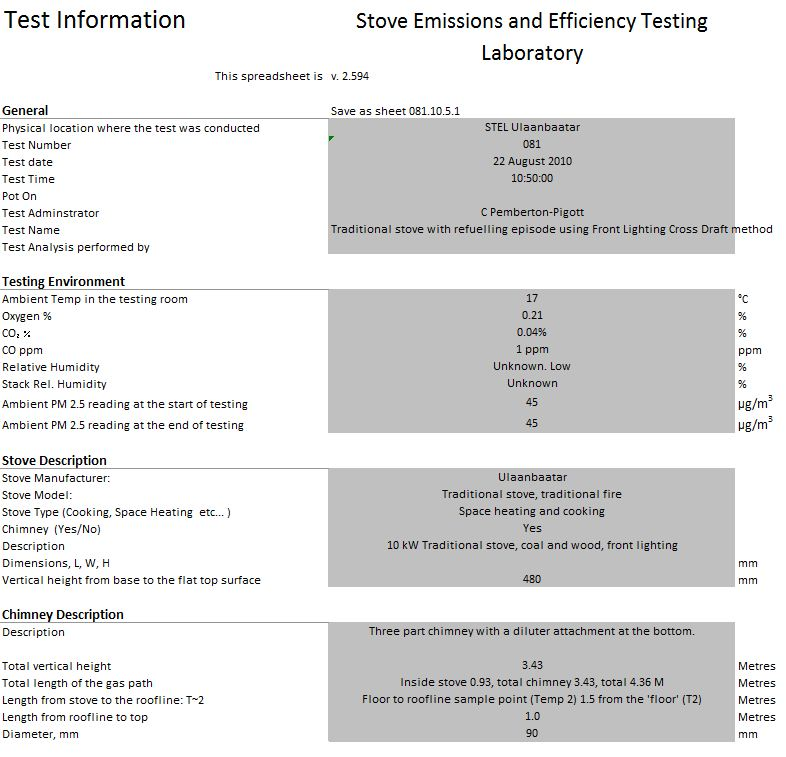 Test Information
Stove Emissions and Efficiency Testing
Laboratory
This spreadsheet is v. 2.594
General Save as sheet 081.10.5.1
Physical location where the test was conducted STEL Ulaanbaatar
Test Number 081
Test date 22 August 2010
Test Time 10:50:00
Pot On
Test Adminstrator C Pemberton-Pigott
Test Name Traditional stove with refuelling episode using Front Lighting Cross Draft method
Test Analysis performed by
Testing Environment
Ambient Temp in the testing room 17 °C
Oxygen % 0.21 %
CO₂ % 0.04% %
CO ppm 1 ppm ppm
Relative Humidity Unknown. Low %
Stack Rel. Humidity Unknown %
Ambient PM 2.5 reading at the start of testing 45 µg/m³
Ambient PM 2.5 reading at the end of testing 45 µg/m³
Stove Description
Stove Manufacturer: Ulaanbaatar
Stove Model: Traditional stove, traditional fire
Stove Type (Cooking, Space Heating etc... ) Space heating and cooking
Chimney (Yes/No) Yes
Description 10 kW Traditional stove, coal and wood, front lighting
Dimensions, L, W, H mm
Vertical height from base to the flat top surface 480 mm
Chimney Description
Description Three part chimney with a diluter attachment at the bottom.
Total vertical height 3.43 Metres
Total length of the gas path Inside stove 0.93, total chimney 3.43, total 4.36 M Metres
Length from stove to the roofline: T~2 Floor to roofline sample point (Temp 2) 1.5 from the 'floor' (T2) Metres
Length from roofline to top 1.0 Metres
Diameter, mm 90 mm